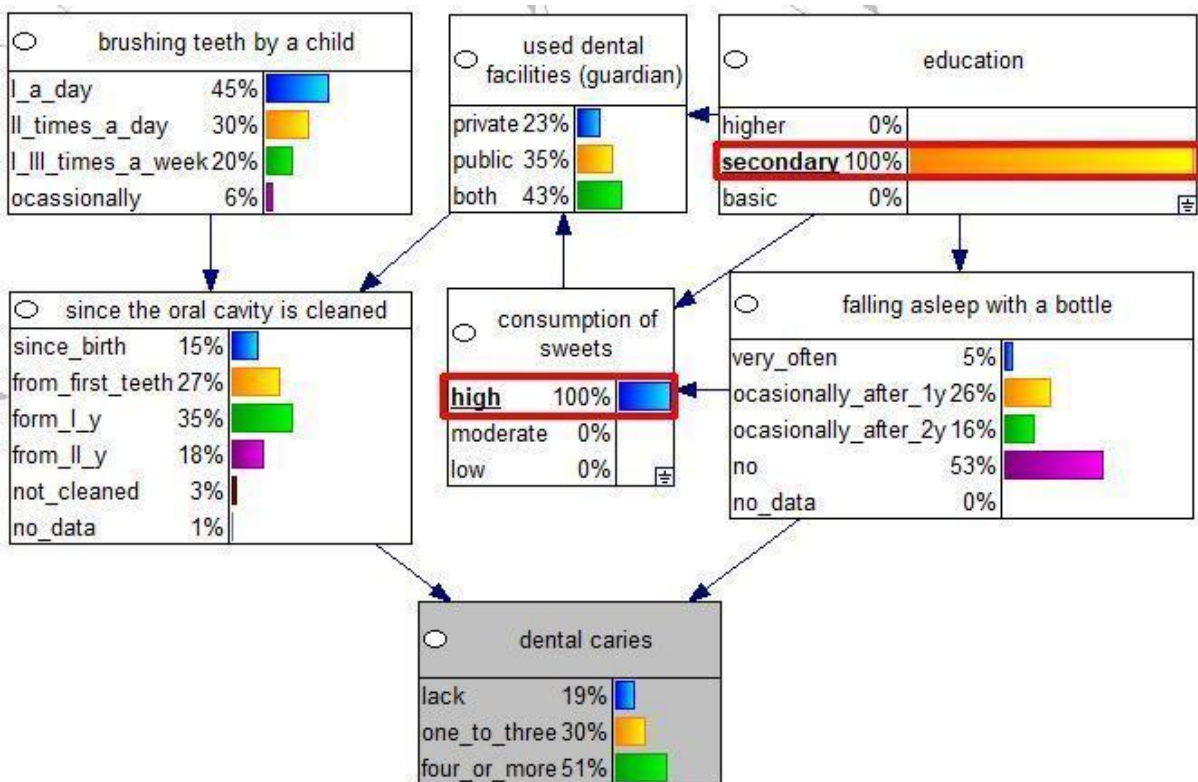 brushing teeth by a child
I_a_day 45%
II_times_a_day 30%
I_III_times_a_week 20%
ocassionally 6%
used dental
facilities (guardian)
private 23%
public 35%
both 43%
education
higher 0%
secondary 100%
basic 0%
since the oral cavity is cleaned
since_birth 15%
from_first_teeth 27%
form_I_y 35%
from_II_y 18%
not_cleaned 3%
no_data 1%
consumption of
sweets
high 100%
moderate 0%
low 0%
falling asleep with a bottle
very_often 5%
ocasionally_after_1y 26%
ocasionally_after_2y 16%
no 53%
no_data 0%
dental caries
lack 19%
one_to_three 30%
four_or_more 51%